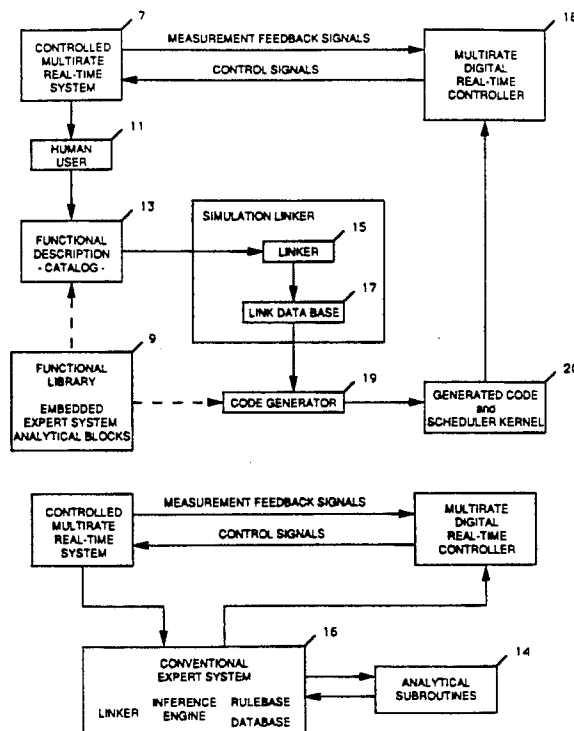 7
18
CONTROLLED
MULTIRATE
REAL-TIME
SYSTEM
MEASUREMENT FEEDBACK SIGNALS
CONTROL SIGNALS
MULTIRATE
DIGITAL
REAL-TIME
CONTROLLER
11
HUMAN
USER
13
FUNCTIONAL
DESCRIPTION
- CATALOG -
SIMULATION LINKER
15
LINKER
17
LINK DATA BASE
9
FUNCTIONAL
LIBRARY
EMBEDDED
EXPERT SYSTEM
ANALYTICAL BLOCKS
19
CODE GENERATOR
20
GENERATED CODE
and
SCHEDULER KERNEL
CONTROLLED
MULTIRATE
REAL-TIME
SYSTEM
MEASUREMENT FEEDBACK SIGNALS
CONTROL SIGNALS
MULTIRATE
DIGITAL
REAL-TIME
CONTROLLER
16
CONVENTIONAL
EXPERT SYSTEM
LINKER
INFERENCE
ENGINE
RULEBASE
DATABASE
14
ANALYTICAL
SUBROUTINES